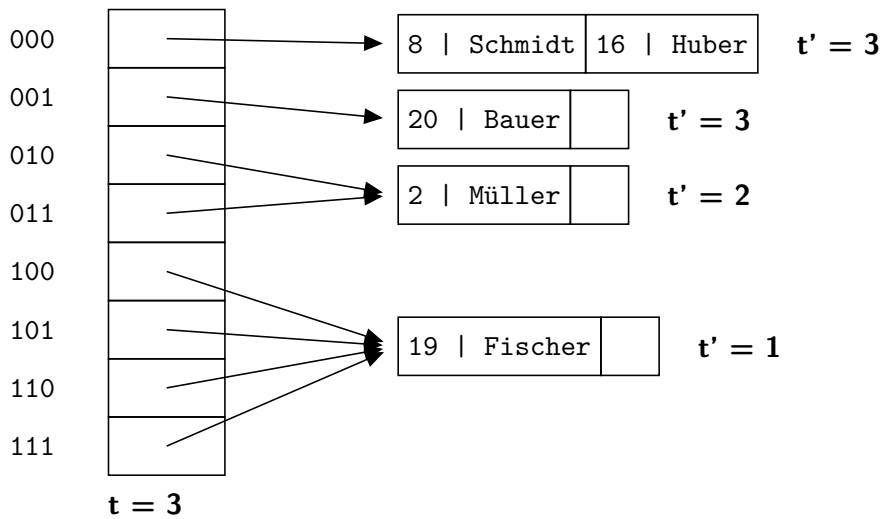 000
8 | Schmidt 16 | Huber t' = 3
001
20 | Bauer t' = 3
010
2 | Müller t' = 2
011
100
101
19 | Fischer t' = 1
110
111
t = 3